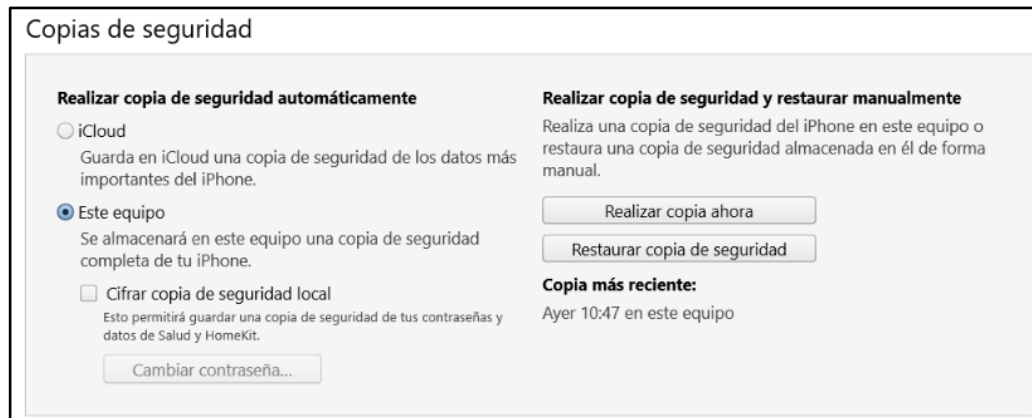 Copias de seguridad
Realizar copia de seguridad automáticamente
iCloud
Guarda en iCloud una copia de seguridad de los datos más
importantes del iPhone.
Este equipo
Se almacenará en este equipo una copia de seguridad
completa de tu iPhone.
Cifrar copia de seguridad local
Esto permitirá guardar una copia de seguridad de tus contraseñas y
datos de Salud y HomeKit.
Cambiar contraseña...
Realizar copia de seguridad y restaurar manualmente
Realiza una copia de seguridad del iPhone en este equipo o
restaura una copia de seguridad almacenada en él de forma
manual.
Realizar copia ahora
Restaurar copia de seguridad
Copia más reciente:
Ayer 10:47 en este equipo